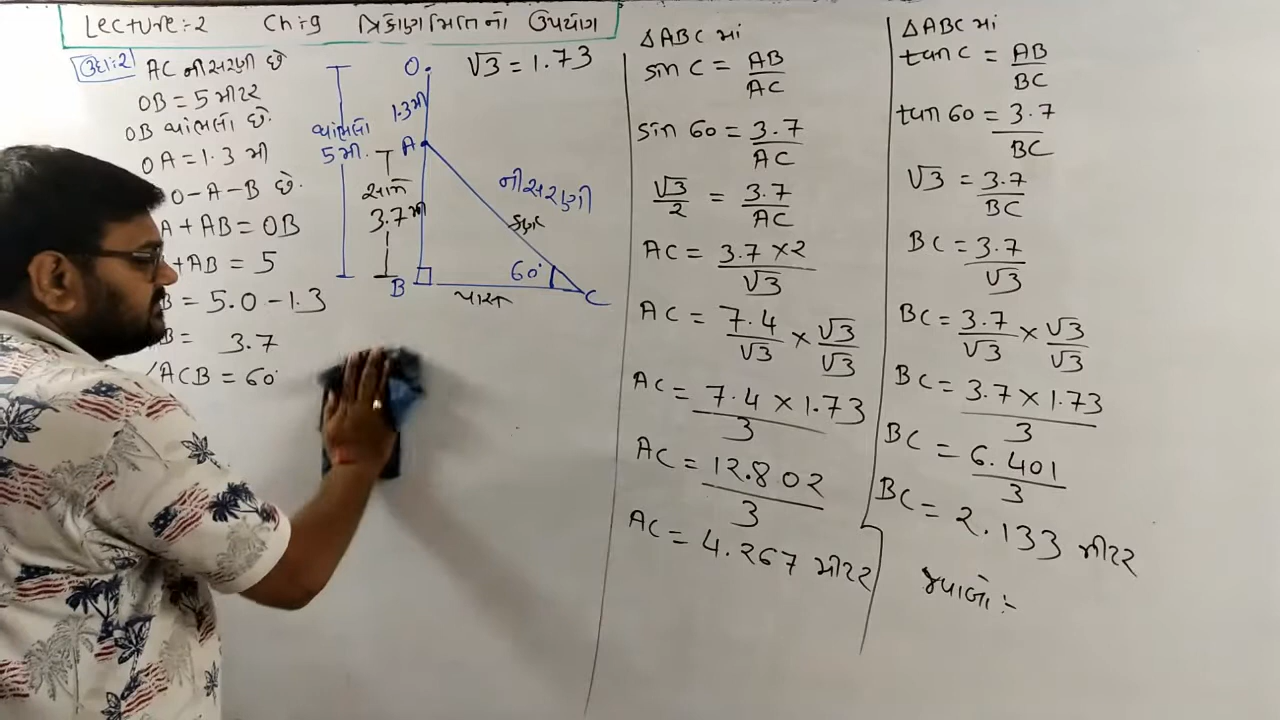 Lecture:-2 Ch:9 ત્રિકોણમિતિના ઉપયોગ
ઉદા:-2
AC નીસરણી છે
OB = 5 મીટર
OB થાંભલો છે.
OA = 1.3 મી
O-A-B છે.
A + AB = OB
+AB = 5
B = 5.0 - 1.3
B = 3.7
∠ACB = 60°
√3 = 1.73
O.
1.3મી
થાંભલો
5મી.
A
સામે
3.7મી
નીસરણી
કર્ણ
60°
B
પાસે
C
△ABC માં
sin C = AB/AC
sin 60 = 3.7/AC
√3/2 = 3.7/AC
AC = 3.7 × 2/√3
AC = 7.4/√3 × √3/√3
AC = 7.4 × 1.73/3
AC = 12.802/3
AC = 4.267 મીટર
△ABC માં
tan C = AB/BC
tan 60 = 3.7/BC
√3 = 3.7/BC
BC = 3.7/√3
BC = 3.7/√3 × √3/√3
BC = 3.7 × 1.73/3
BC = 6.401/3
BC = 2.133 મીટર